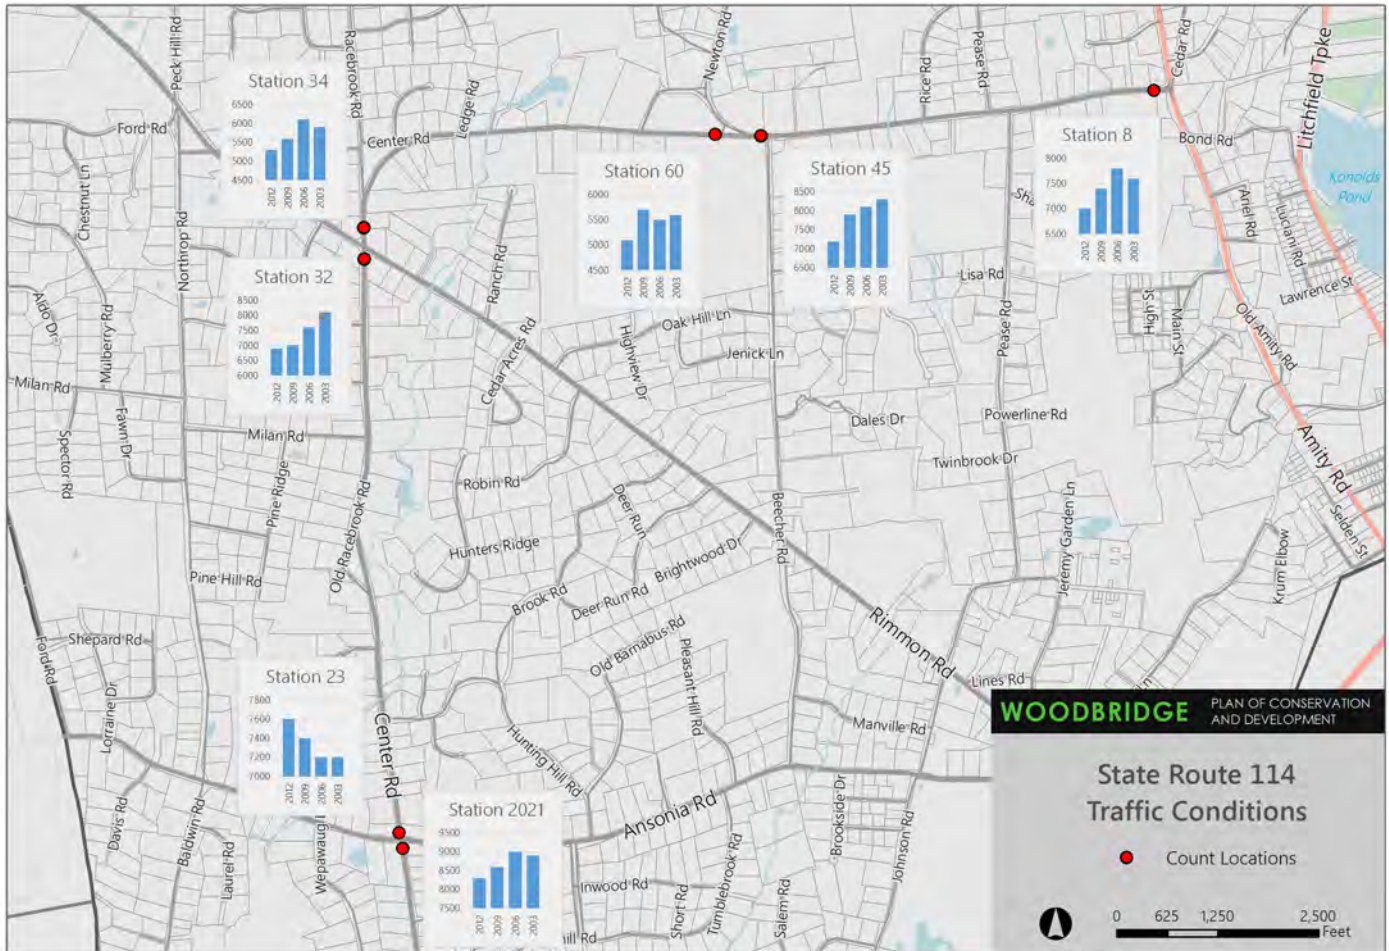 Peck Hill Rd
Racebrook Rd
Newton Rd
Pease Rd
Rice Rd
Cedar Rd
Litchfield Tpke
Ford Rd
Center Rd
Ledge Rd
Bond Rd
Chestnut Ln
Northrop Rd
Konolds
Pond
Station 34
6500
6000
5500
5000
4500
2012
2009
2006
2003
Station 60
6000
5500
5000
4500
2012
2009
2006
2003
Station 45
8500
8000
7500
7000
6500
2012
2009
2006
2003
Station 8
8000
7500
7000
6500
2012
2009
2006
2003
Station 32
8500
8000
7500
7000
6500
6000
2012
2009
2006
2003
Anel Rd
Luciani Rd
Lawrence St
Ranch Rd
Lisa Rd
High St
Main St
Old Amity Rd
Aldo Dr
Mulberry Rd
Oak Hill Ln
Highview Dr
Jenick Ln
Cedar Acres Rd
Pease Rd
Milan Rd
Fawn Dr
Spector Rd
Milan Rd
Pine Ridge
Dales Dr
Powerline Rd
Twinbrook Dr
Amity Rd
Selden St
Robin Rd
Deer Run
Beecher Rd
Old Racebrook Rd
Hunters Ridge
Brightwood Dr
Jeremy Garden Ln
Krum Elbow
Pine Hill Rd
Brook Rd
Deer Run Rd
Ford Rd
Shepard Rd
Old Barnabus Rd
Pleasant Hill Rd
Rimmon Rd
Lines Rd
Ln
Lorraine Dr
Station 23
7800
7600
7400
7200
7000
2012
2009
2006
2003
Center Rd
Hunting Hill Rd
Manville Rd
Ansonia Rd
Brookside Dr
Johnson Rd
Davis Rd
Baldwin Rd
Laurel Rd
Station 2021
9500
9000
8500
8000
7500
2012
2009
2006
2003
Inwood Rd
Short Rd
Tumblebrook Rd
Salem Rd
WOODBRIDGE
PLAN OF CONSERVATION
AND DEVELOPMENT
State Route 114
Traffic Conditions
Count Locations
0 625 1,250 2,500
Feet